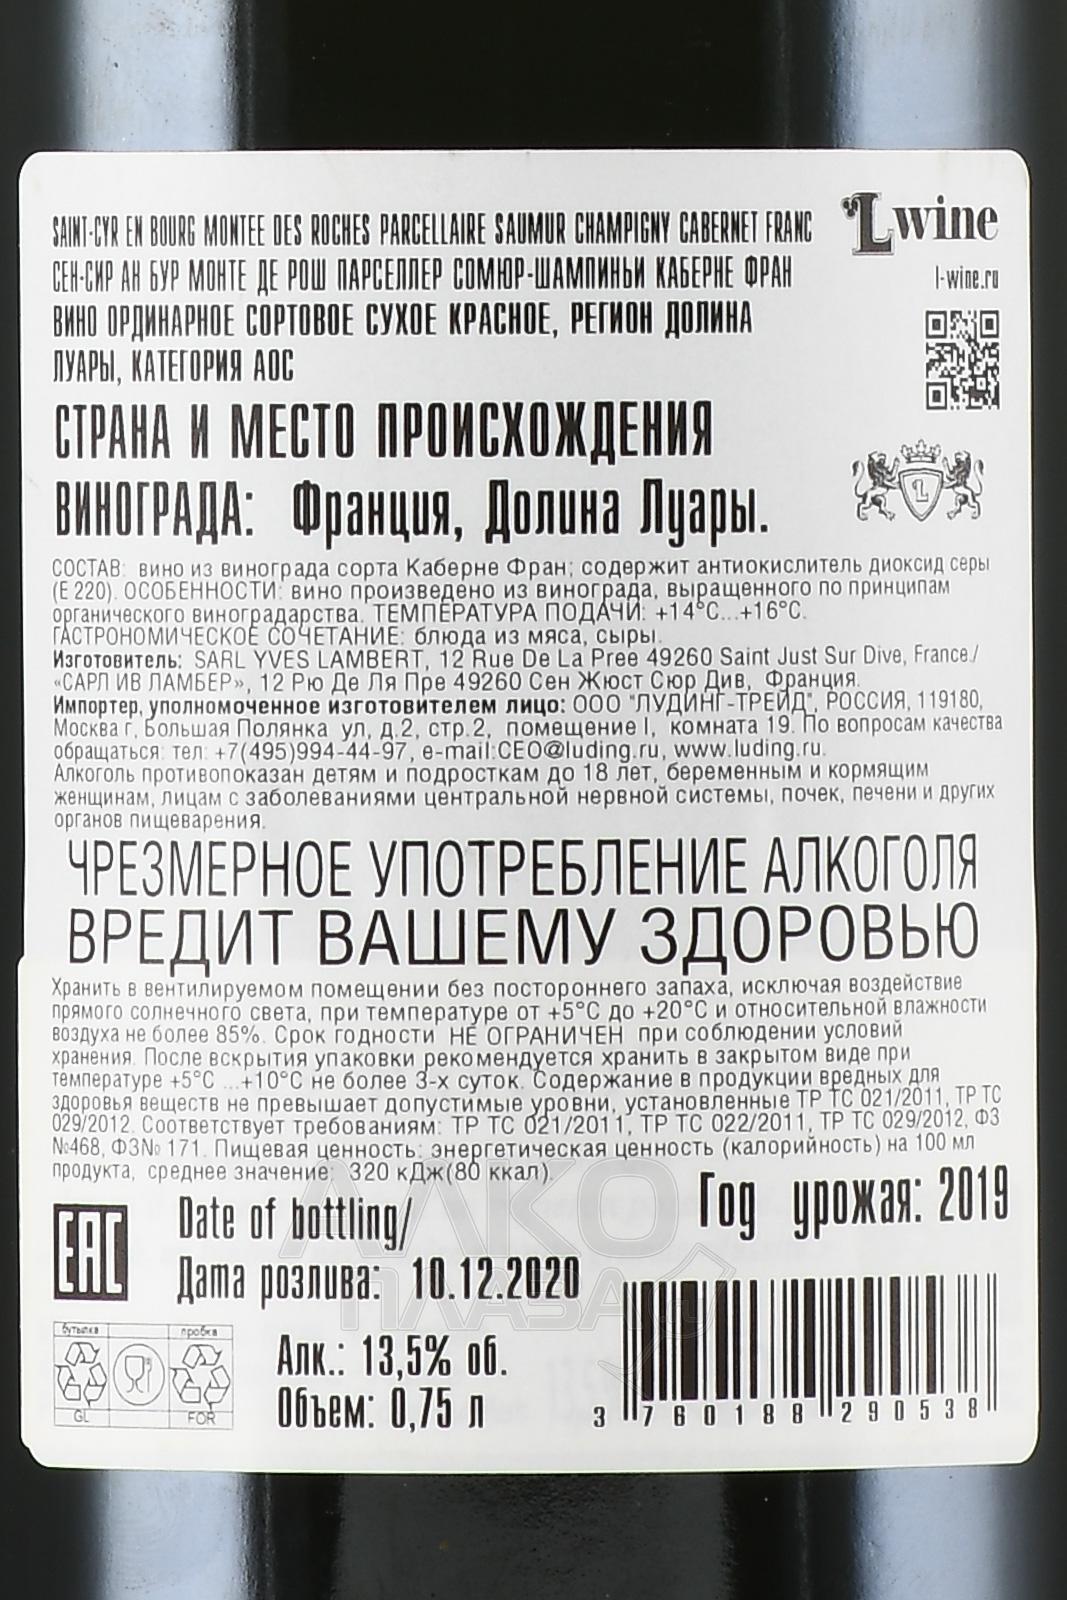 SAINT-CYR EN BOURG MONTEE DES ROCHES PARCELLAIRE SAUMUR CHAMPIGNY CABERNET FRANC
СЕН-СИР АН БУР МОНТЕ ДЕ РОШ ПАРСЕЛЛЕР СОМЮР-ШАМПИНЬИ КАБЕРНЕ ФРАН
ВИНО ОРДИНАРНОЕ СОРТОВОЕ СУХОЕ КРАСНОЕ, РЕГИОН ДОЛИНА
ЛУАРЫ, КАТЕГОРИЯ АОС
Lwine
l-wine.ru
L
СТРАНА И МЕСТО ПРОИСХОЖДЕНИЯ
ВИНОГРАДА: Франция, Долина Луары.
СОСТАВ: вино из винограда сорта Каберне Фран; содержит антиокислитель диоксид серы
(Е 220). ОСОБЕННОСТИ: вино произведено из винограда, выращенного по принципам
органического виноградарства. ТЕМПЕРАТУРА ПОДАЧИ: +14°С...+16°С.
ГАСТРОНОМИЧЕСКОЕ СОЧЕТАНИЕ: блюда из мяса, сыры.
Изготовитель: SARL YVES LAMBERT, 12 Rue De La Pree 49260 Saint Just Sur Dive, France./
«САРЛ ИВ ЛАМБЕР», 12 Рю Де Ля Пре 49260 Сен Жюст Сюр Див, Франция.
Импортер, уполномоченное изготовителем лицо: ООО "ЛУДИНГ-ТРЕЙД", РОССИЯ, 119180,
Москва г, Большая Полянка ул, д.2, стр.2, помещение I, комната 19. По вопросам качества
обращаться: тел: +7(495)994-44-97, e-mail:CEO@luding.ru, www.luding.ru.
Алкоголь противопоказан детям и подросткам до 18 лет, беременным и кормящим
женщинам, лицам с заболеваниями центральной нервной системы, почек, печени и других
органов пищеварения.
ЧРЕЗМЕРНОЕ УПОТРЕБЛЕНИЕ АЛКОГОЛЯ
ВРЕДИТ ВАШЕМУ ЗДОРОВЬЮ
Хранить в вентилируемом помещении без постороннего запаха, исключая воздействие
прямого солнечного света, при температуре от +5°С до +20°С и относительной влажности
воздуха не более 85%. Срок годности НЕ ОГРАНИЧЕН при соблюдении условий
хранения. После вскрытия упаковки рекомендуется хранить в закрытом виде при
температуре +5°С ...+10°С не более 3-х суток. Содержание в продукции вредных для
здоровья веществ не превышает допустимые уровни, установленные ТР ТС 021/2011, ТР ТС
029/2012. Соответствует требованиям: ТР ТС 021/2011, ТР ТС 022/2011, ТР ТС 029/2012, ФЗ
№468, ФЗ№ 171. Пищевая ценность: энергетическая ценность (калорийность) на 100 мл
продукта, среднее значение: 320 кДж(80 ккал).
Год урожая: 2019
EAC
Date of bottling/
Дата розлива: 10.12.2020
АЛКО
ПЛАЗА
бутылка пробка
GL FOR
Алк.: 13,5% об.
Объем: 0,75 л
3 760188 290538